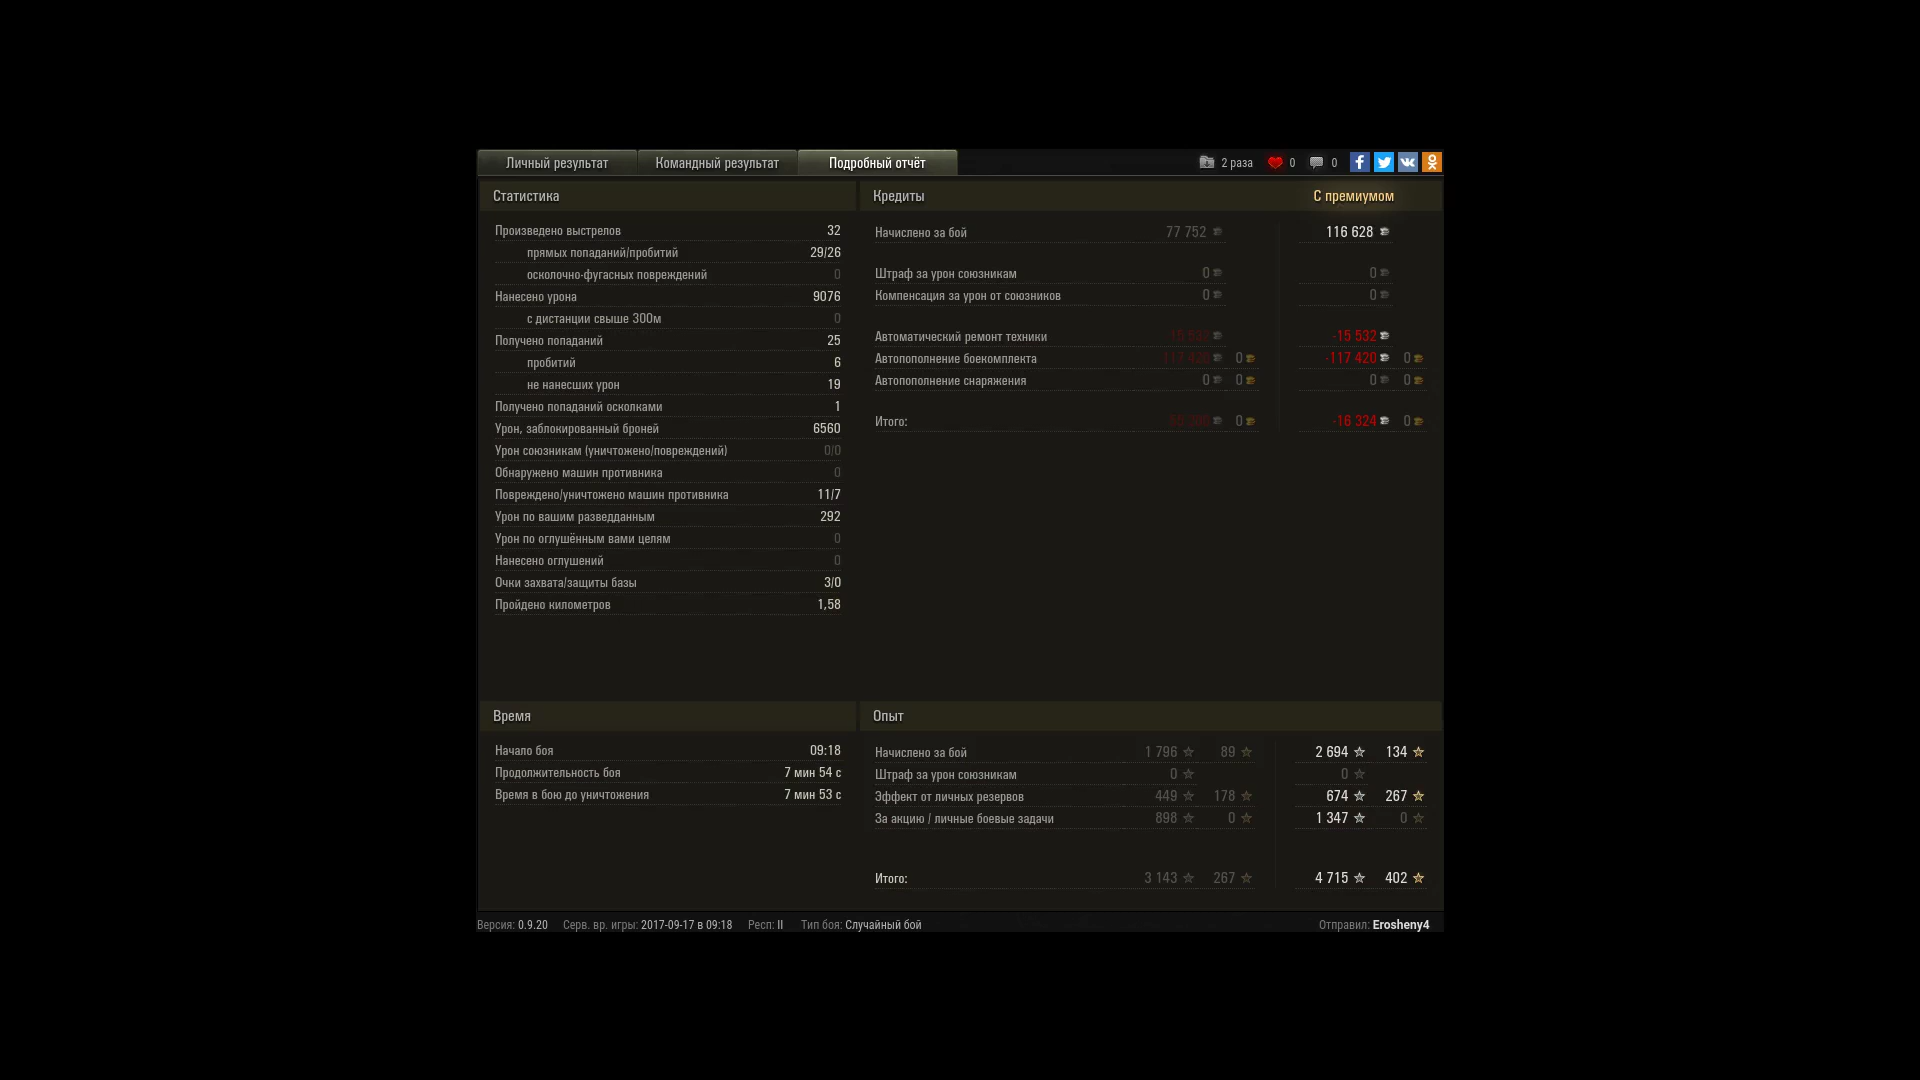 Личный результат Командный результат Подробный отчёт 2 раза 0 0
Статистика
Произведено выстрелов 32
прямых попаданий/пробитий 29/26
осколочно-фугасных повреждений 0
Нанесено урона 9076
с дистанции свыше 300м 0
Получено попаданий 25
пробитий 6
не нанесших урон 19
Получено попаданий осколками 1
Урон, заблокированный броней 6560
Урон союзникам (уничтожено/повреждений) 0/0
Обнаружено машин противника 0
Повреждено/уничтожено машин противника 11/7
Урон по вашим разведданным 292
Урон по оглушённым вами целям 0
Нанесено оглушений 0
Очки захвата/защиты базы 3/0
Пройдено километров 1,58
Кредиты С премиумом
Начислено за бой 77 752 116 628
Штраф за урон союзникам 0 0
Компенсация за урон от союзников 0 0
Автоматический ремонт техники -15 532
Автопополнение боекомплекта 0 -117 420 0
Автопополнение снаряжения 0 0 0 0
Итого: 0 -16 324 0
Время
Начало боя 09:18
Продолжительность боя 7 мин 54 с
Время в бою до уничтожения 7 мин 53 с
Опыт
Начислено за бой 1 796 89 2 694 134
Штраф за урон союзникам 0 0
Эффект от личных резервов 449 178 674 267
За акцию / личные боевые задачи 898 0 1 347 0
Итого: 3 143 267 4 715 402
Версия: 0.9.20 Серв. вр. игры: 2017-09-17 в 09:18 Респ: II Тип боя: Случайный бой Отправил: Erosheny4